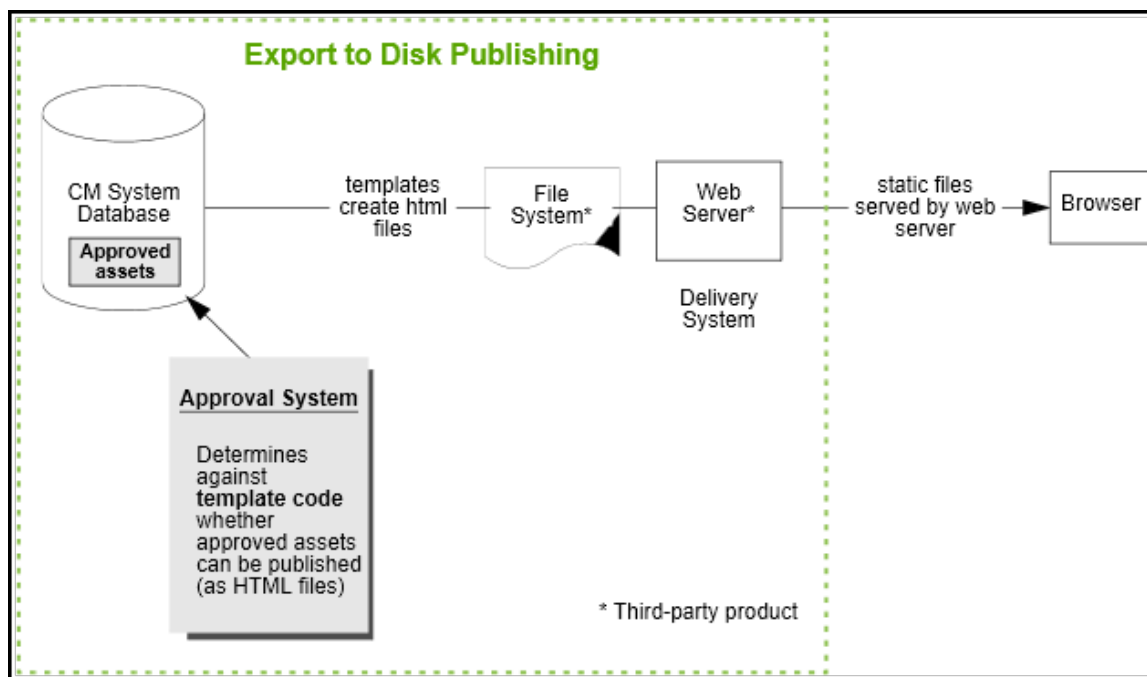 Export to Disk Publishing
CM System
Database
Approved
assets
templates
create html
files
File
System*
Web
Server*
static files
served by web
server
Browser
Delivery
System
Approval System
Determines
against
template code
whether
approved assets
can be published
(as HTML files)
* Third-party product